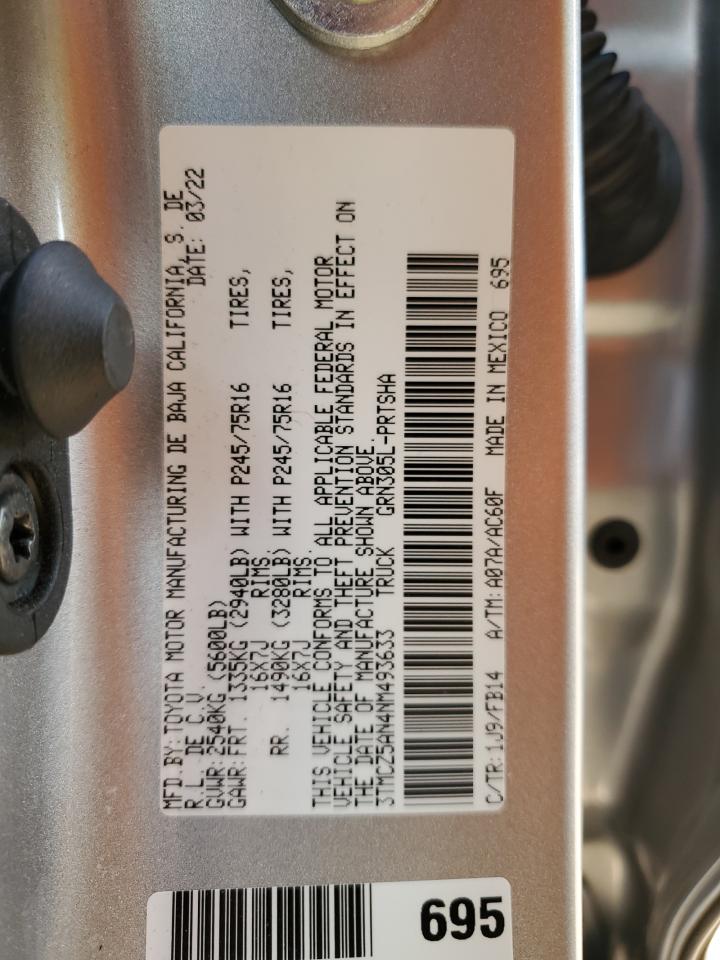 MFD.BY:TOYOTA MOTOR MANUFACTURING DE BAJA CALIFORNIA, S. DE
R.L. DE C.V. DATE: 03/22
GVWR:2540KG (5600LB)
GAWR:FRT. 1335KG (2940LB) WITH P245/75R16 TIRES,
16X7J RIMS.
RR. 1490KG (3280LB) WITH P245/75R16 TIRES,
16X7J RIMS.
THIS VEHICLE CONFORMS TO ALL APPLICABLE FEDERAL MOTOR
VEHICLE SAFETY AND THEFT PREVENTION STANDARDS IN EFFECT ON
THE DATE OF MANUFACTURE SHOWN ABOVE.
3TMCZ5AN4NM493633 TRUCK GRN305L-PRTSHA
C/TR:1J9/FB14 A/TM:A07A/AC60F MADE IN MEXICO 695
695